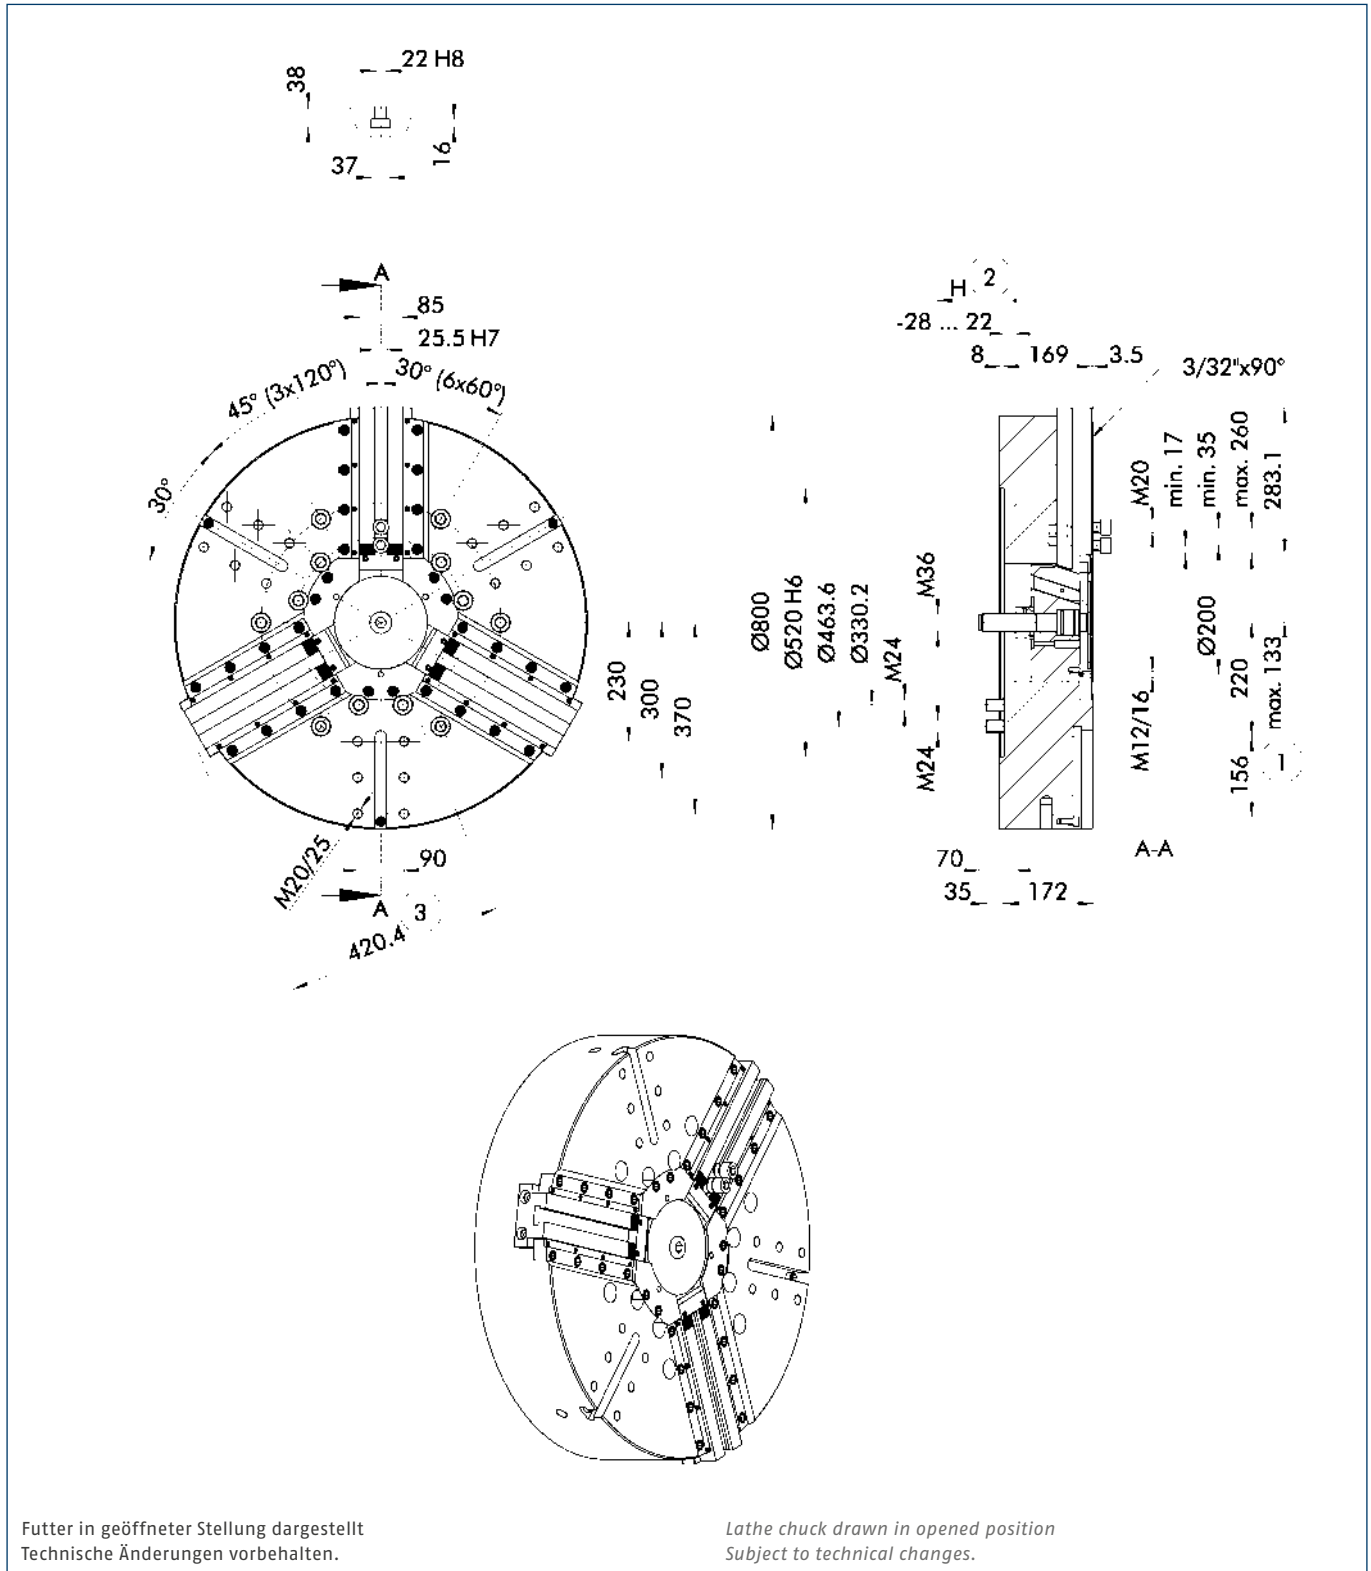 22 H8
38
37
16
A
85
25.5 H7
45° (3x120°)
30° (6x60°)
30°
M20/25
90
A
3
420.4
230
300
370
Ø800
Ø520 H6
Ø463.6
Ø330.2
M24
M36
M24
H
2
-28 ... 22
8
169
3.5
3/32"x90°
M20
min. 17
min. 35
max. 260
283.1
Ø200
M12/16
220
max. 133
156
1
70
35
172
A-A
Futter in geöffneter Stellung dargestellt
Technische Änderungen vorbehalten.
Lathe chuck drawn in opened position
Subject to technical changes.